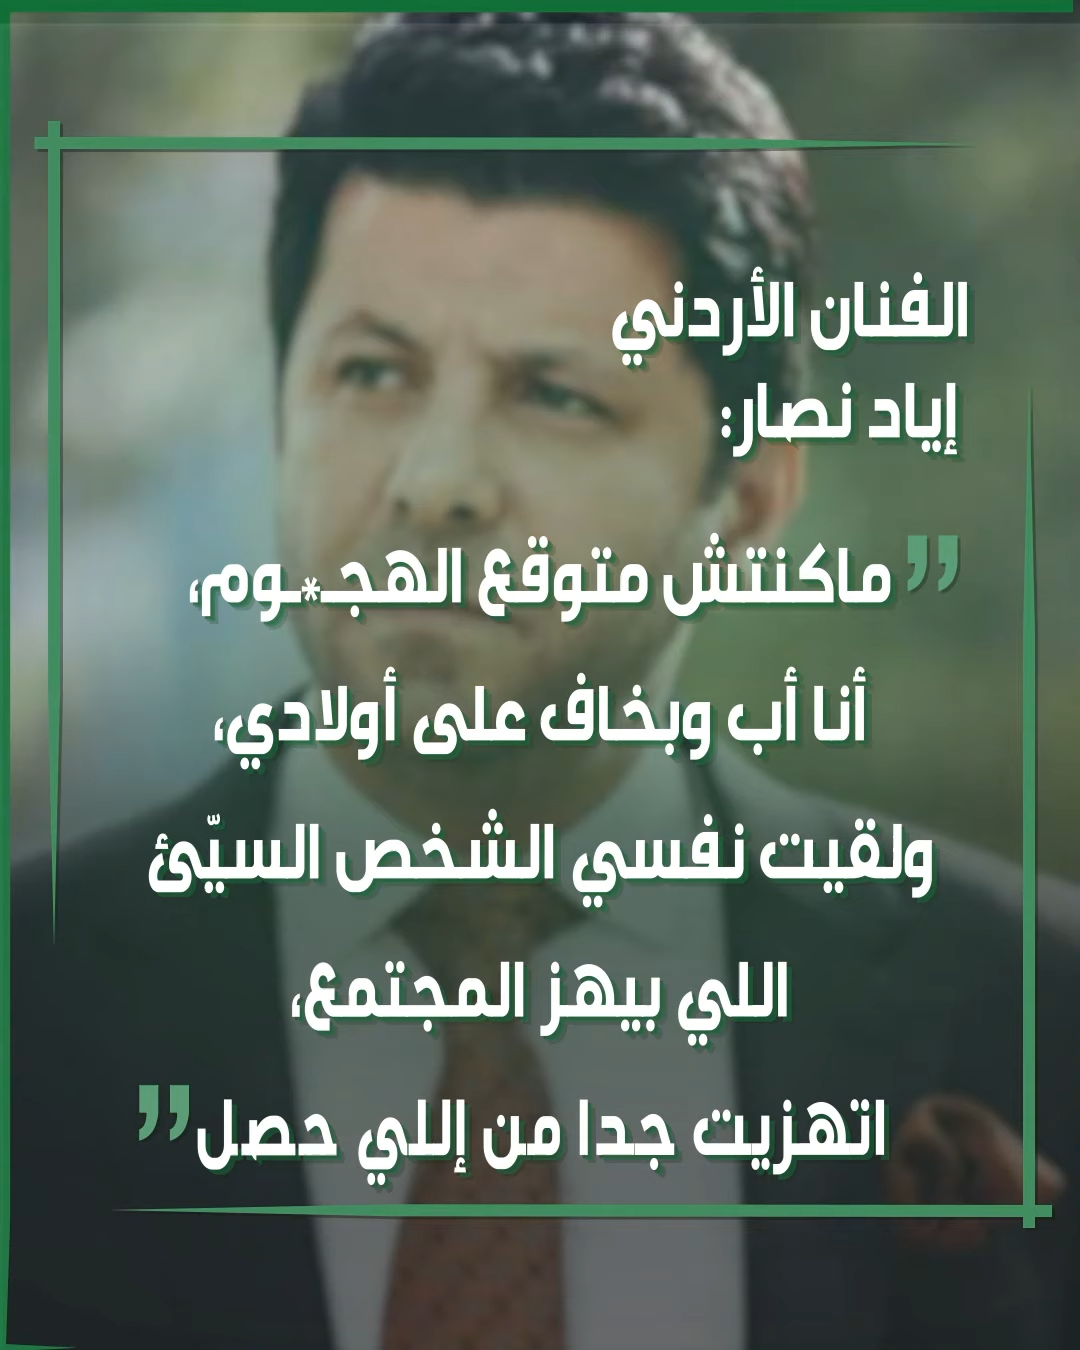 الفنان الأردني
إياد نصار:
” ماكنتش متوقع الهجـ*ـوم،
أنا أب وبخاف على أولادي،
ولقيت نفسي الشخص السيّئ
اللي بيهز المجتمع،
اتهزيت جدا من إللي حصل”